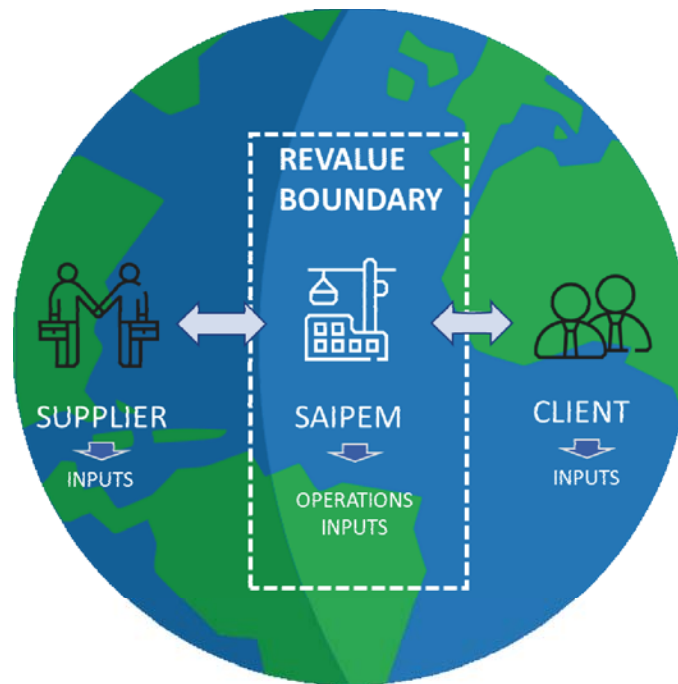 REVALUE
BOUNDARY
SUPPLIER
SAIPEM
CLIENT
INPUTS
OPERATIONS
INPUTS
INPUTS